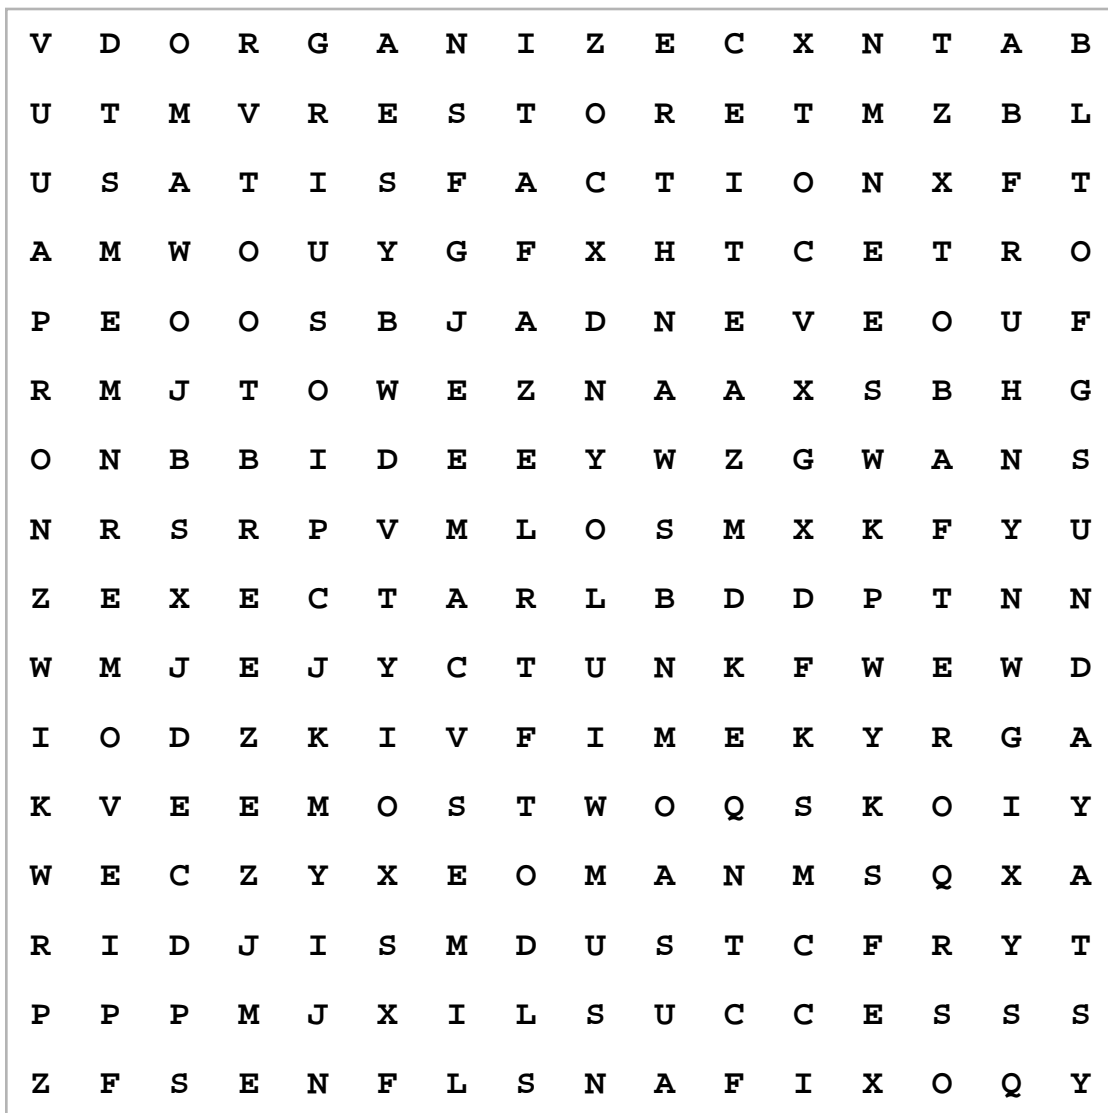 V D O R G A N I Z E C X N T A B
U T M V R E S T O R E T M Z B L
U S A T I S F A C T I O N X F T
A M W O U Y G F X H T C E T R O
P E O O S B J A D N E V E O U F
R M J T O W E Z N A A X S B H G
O N B B I D E E Y W Z G W A N S
N R S R P V M L O S M X K F Y U
Z E X E C T A R L B D D P T N N
W M J E J Y C T U N K F W E W D
I O D Z K I V F I M E K Y R G A
K V E E M O S T W O Q S K O I Y
W E C Z Y X E O M A N M S Q X A
R I D J I S M D U S T C F R Y T
P P P M J X I L S U C C E S S S
Z F S E N F L S N A F I X O Q Y